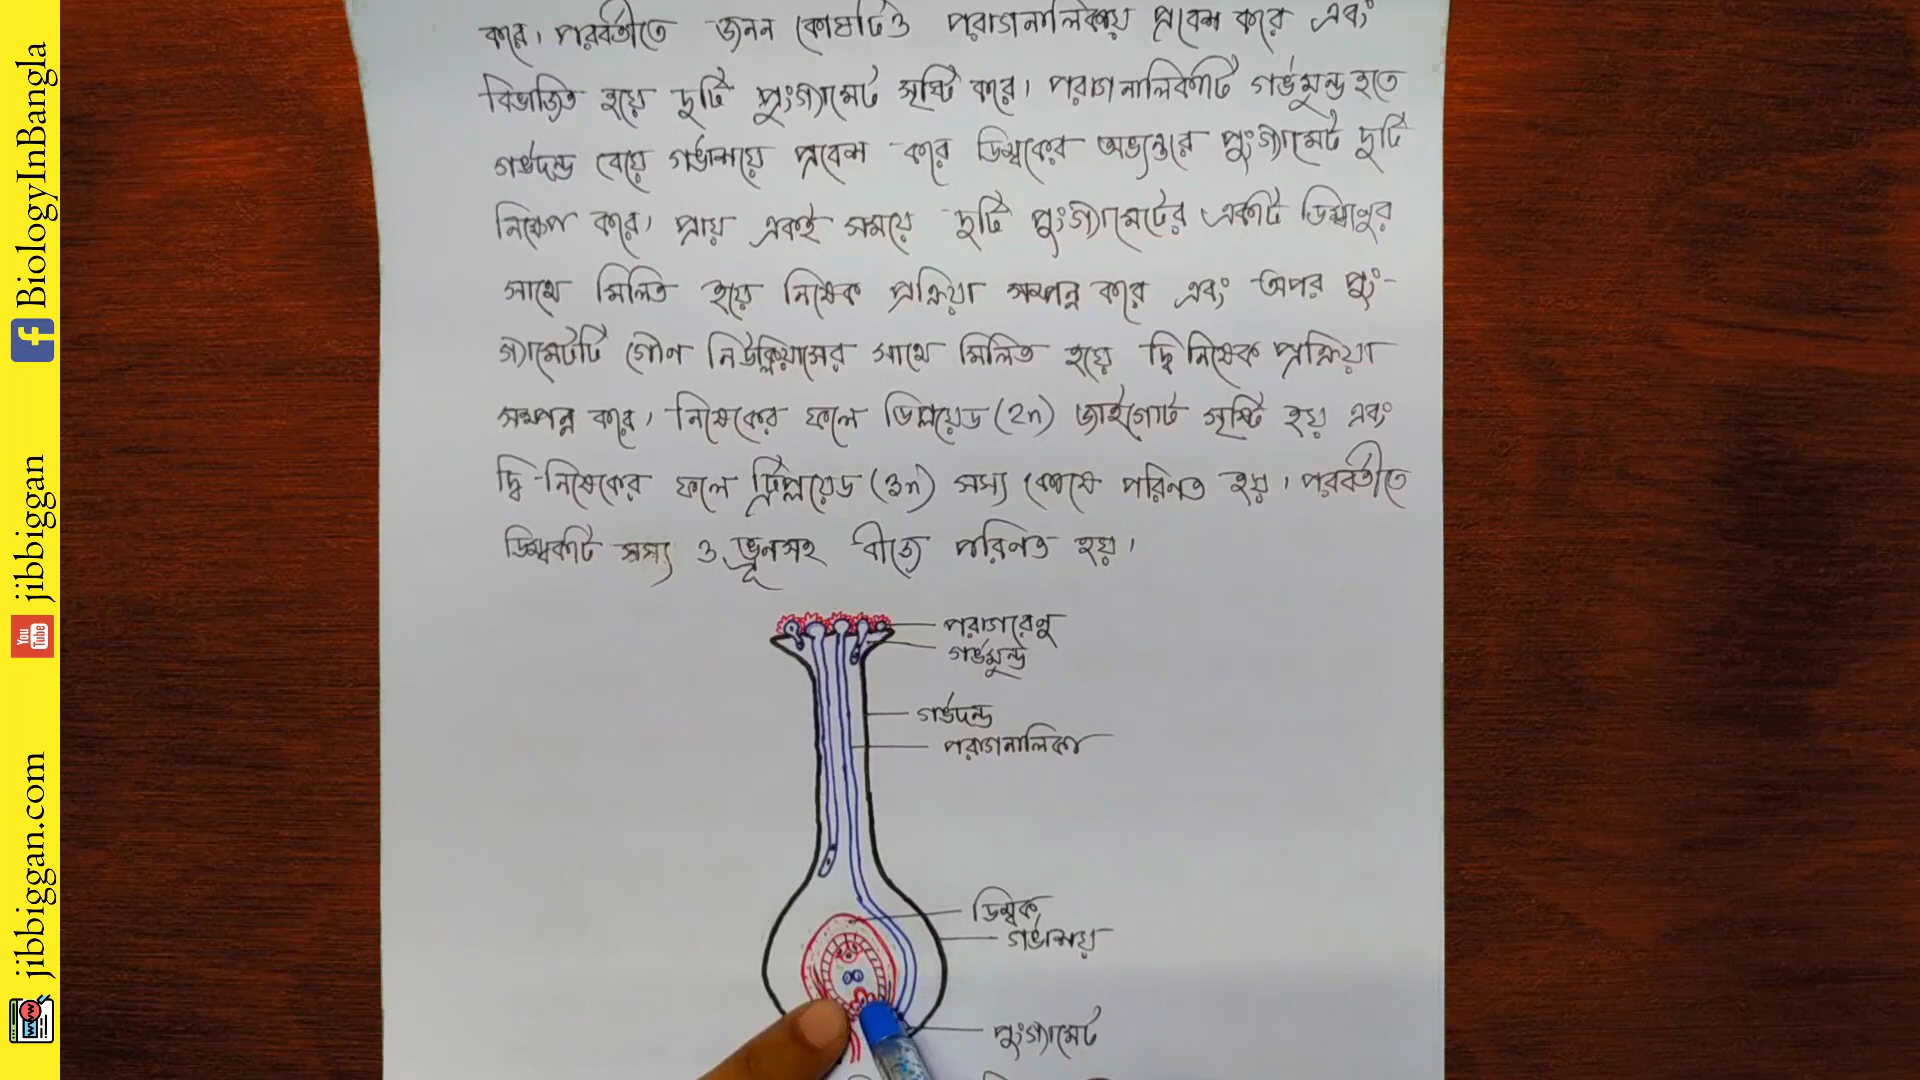 করে। পরবর্তীতে জনন কোষটিও পরাগনালিকায় প্রবেশ করে এবং
বিভাজিত হয়ে দুটি পুংগ্যামেট সৃষ্টি করে। পরাগনালিকাটি গর্ভমুন্ড হতে
গর্ভদন্ড বেয়ে গর্ভাশয়ে প্রবেশ করে ডিম্বকের অভ্যন্তরে পুংগ্যামেট দুটি
নিক্ষেপ করে। প্রায় একই সময়ে দুটি পুংগ্যামেটের একটি ডিম্বাণুর
সাথে মিলিত হয়ে নিষেক প্রক্রিয়া সম্পন্ন করে এবং অপর পুং-
গ্যামেটটি গৌণ নিউক্লিয়াসের সাথে মিলিত হয়ে দ্বিনিষেক প্রক্রিয়া
সম্পন্ন করে। নিষেকের ফলে ডিপ্লয়েড (2n) জাইগোট সৃষ্টি হয় এবং
দ্বি-নিষেকের ফলে ট্রিপ্লয়েড (3n) সস্য কোষে পরিণত হয়। পরবর্তীতে
ডিম্বকটি সস্য ও ভ্রূনসহ বীজে পরিণত হয়।
পরাগরেণু
গর্ভমুন্ড
গর্ভদন্ড
পরাগনালিকা
ডিম্বক
গর্ভাশয়
পুংগ্যামেট
BiologyInBangla
jibbiggan
You Tube
jibbiggan.com
www